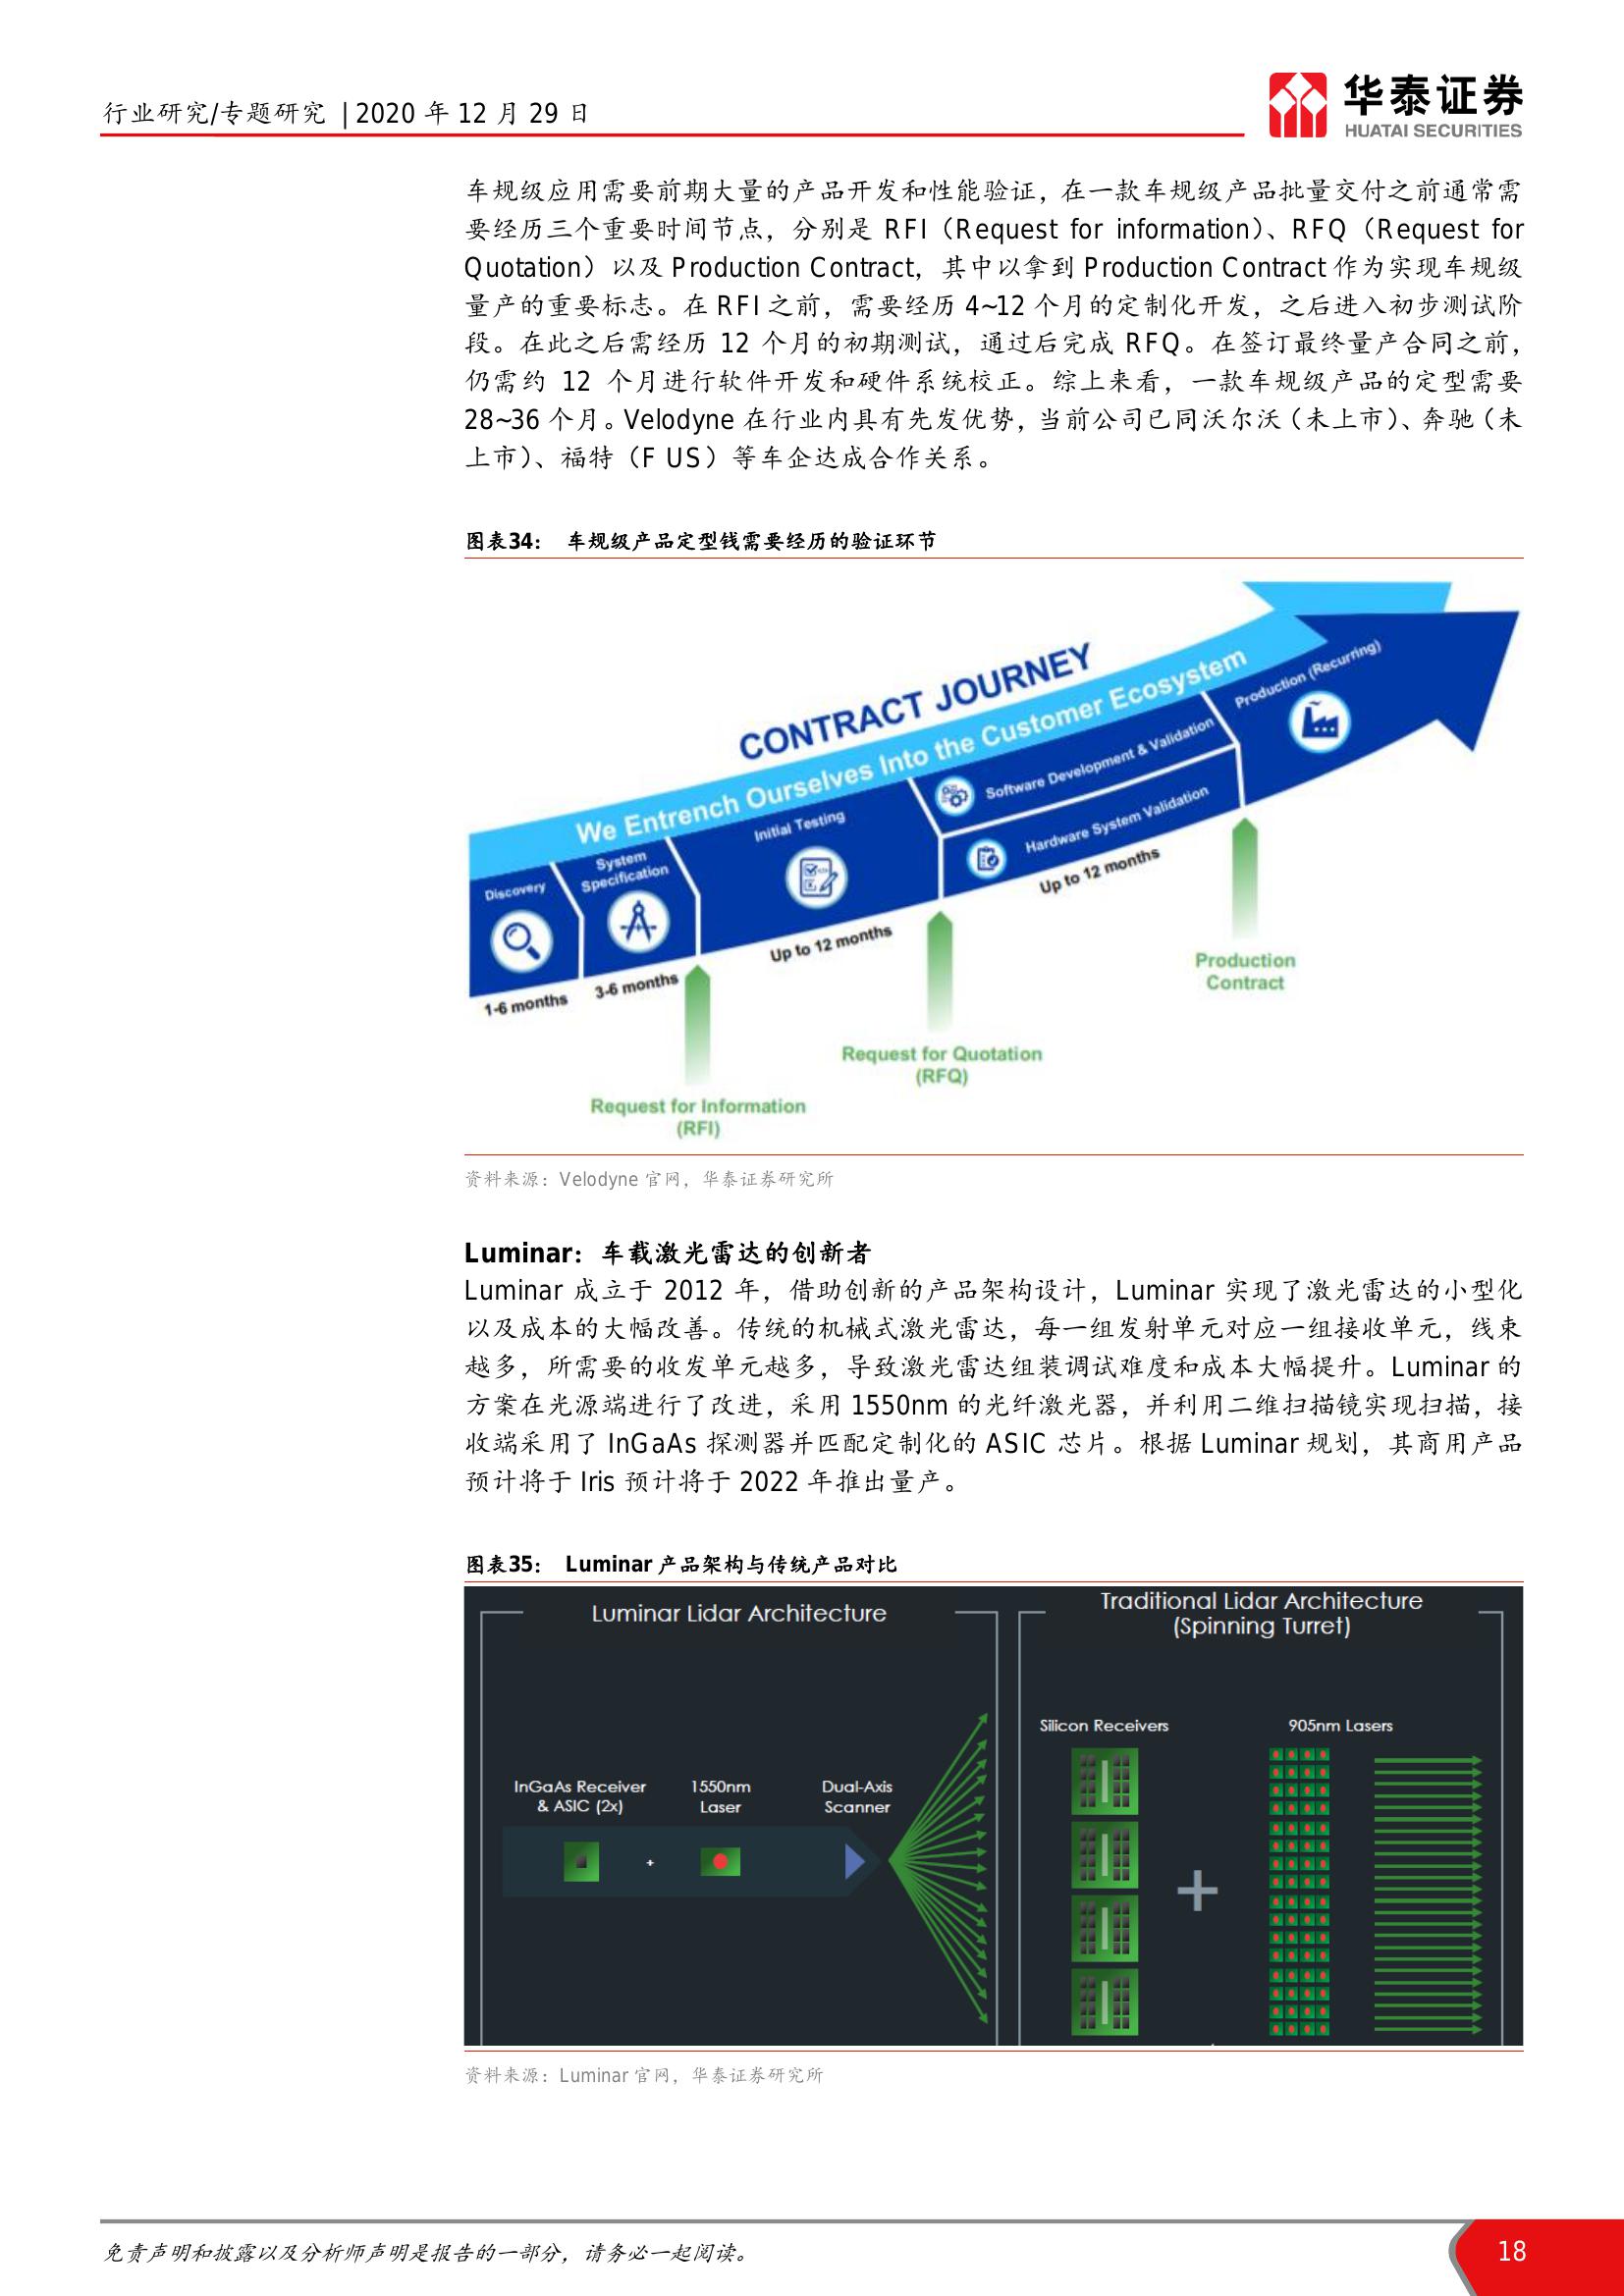 行业研究/专题研究 | 2020 年 12 月 29 日
华泰证券
HUATAI SECURITIES
车规级应用需要前期大量的产品开发和性能验证，在一款车规级产品批量交付之前通常需
要经历三个重要时间节点，分别是 RFI（Request for information）、RFQ（Request for
Quotation）以及 Production Contract，其中以拿到 Production Contract 作为实现车规级
量产的重要标志。在 RFI 之前，需要经历 4~12 个月的定制化开发，之后进入初步测试阶
段。在此之后需经历 12 个月的初期测试，通过后完成 RFQ。在签订最终量产合同之前，
仍需约 12 个月进行软件开发和硬件系统校正。综上来看，一款车规级产品的定型需要
28~36 个月。Velodyne 在行业内具有先发优势，当前公司已同沃尔沃（未上市）、奔驰（未
上市）、福特（F US）等车企达成合作关系。
图表34： 车规级产品定型钱需要经历的验证环节
CONTRACT JOURNEY
We Entrench Ourselves Into the Customer Ecosystem
Production (Recurring)
Software Development & Validation
Hardware System Validation
Initial Testing
System
Specification
Discovery
Up to 12 months
Up to 12 months
3-6 months
1-6 months
Production
Contract
Request for Quotation
(RFQ)
Request for Information
(RFI)
资料来源：Velodyne 官网，华泰证券研究所
Luminar：车载激光雷达的创新者
Luminar 成立于 2012 年，借助创新的产品架构设计，Luminar 实现了激光雷达的小型化
以及成本的大幅改善。传统的机械式激光雷达，每一组发射单元对应一组接收单元，线束
越多，所需要的收发单元越多，导致激光雷达组装调试难度和成本大幅提升。Luminar 的
方案在光源端进行了改进，采用 1550nm 的光纤激光器，并利用二维扫描镜实现扫描，接
收端采用了 InGaAs 探测器并匹配定制化的 ASIC 芯片。根据 Luminar 规划，其商用产品
预计将于 Iris 预计将于 2022 年推出量产。
图表35： Luminar 产品架构与传统产品对比
Luminar Lidar Architecture
Traditional Lidar Architecture
(Spinning Turret)
Silicon Receivers
905nm Lasers
InGaAs Receiver
& ASIC (2x)
1550nm
Laser
Dual-Axis
Scanner
+
+
资料来源：Luminar 官网，华泰证券研究所
免责声明和披露以及分析师声明是报告的一部分，请务必一起阅读。
18